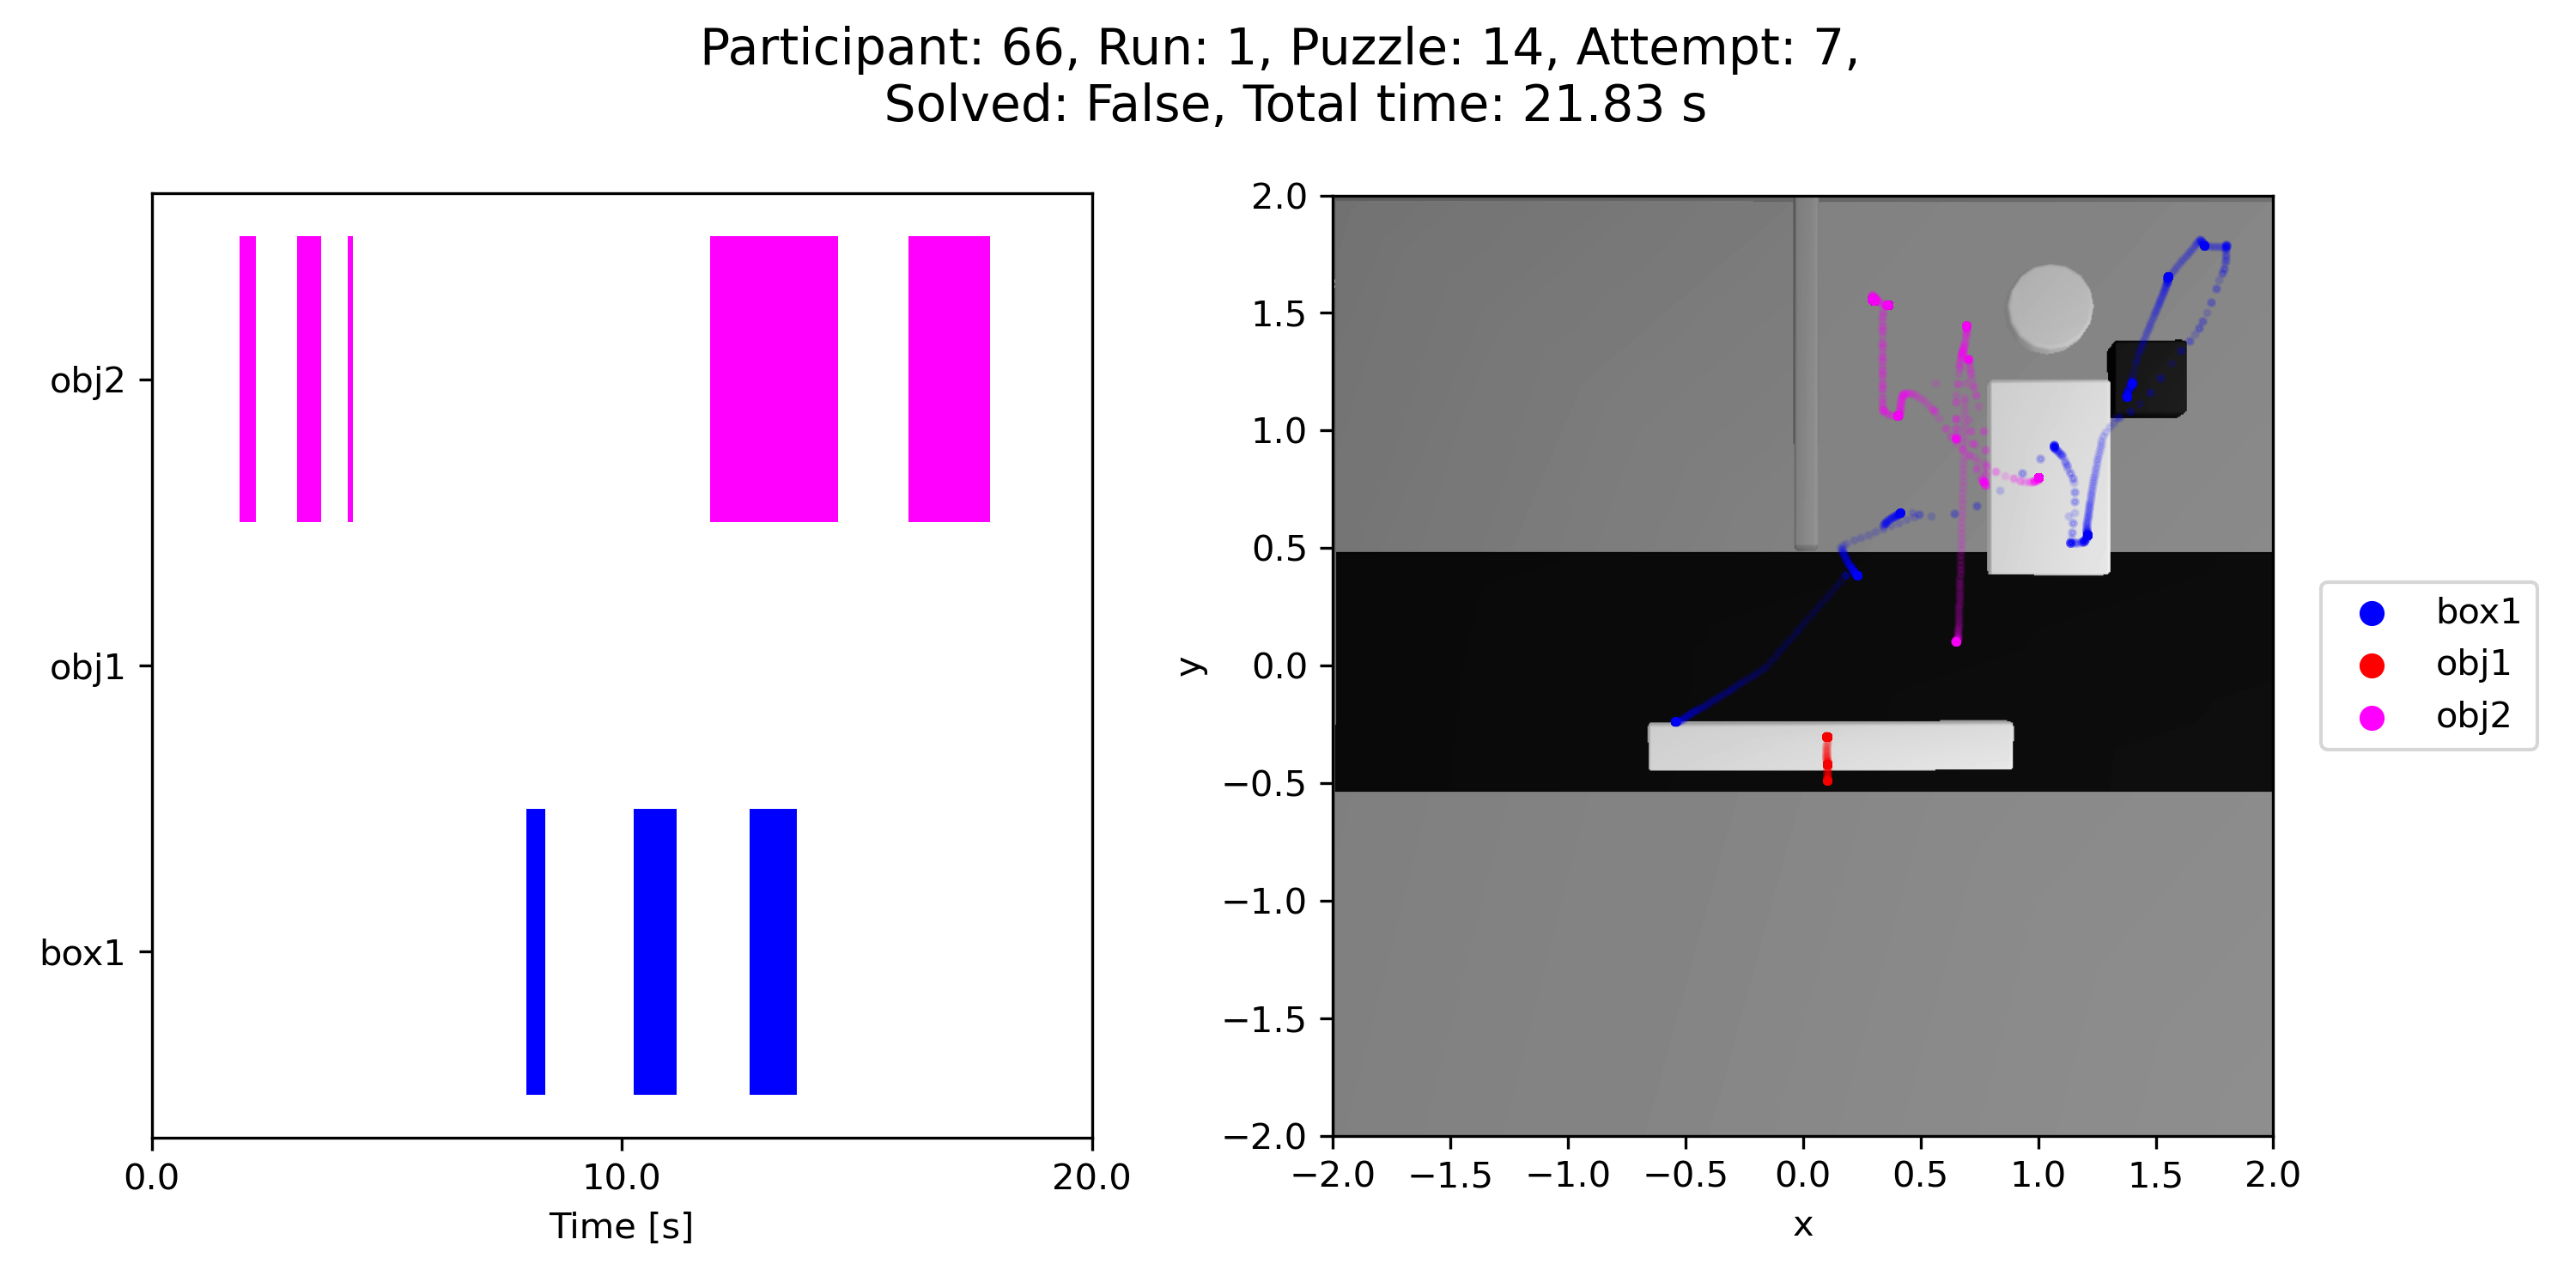 Participant: 66, Run: 1, Puzzle: 14, Attempt: 7,
Solved: False, Total time: 21.83 s
obj2
obj1
box1
0.0 10.0 20.0
Time [s]
2.0
1.5
1.0
0.5
0.0
−0.5
−1.0
−1.5
−2.0
y
−2.0 −1.5 −1.0 −0.5 0.0 0.5 1.0 1.5 2.0
x
box1
obj1
obj2